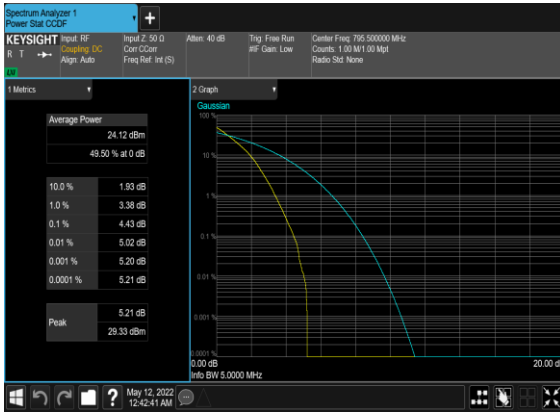 Spectrum Analyzer 1
Power Stat CCDF
+
KEYSIGHT
R T
LV
Input: RF
Coupling: DC
Align: Auto
Input Z: 50 Ω
Corr CCorr
Freq Ref: Int (S)
Atten: 40 dB
Trig: Free Run
#IF Gain: Low
Center Freq: 795.500000 MHz
Counts: 1.00 M/1.00 Mpt
Radio Std: None
1 Metrics
Average Power
24.12 dBm
49.50 % at 0 dB
10.0 % 1.93 dB
1.0 % 3.38 dB
0.1 % 4.43 dB
0.01 % 5.02 dB
0.001 % 5.20 dB
0.0001 % 5.21 dB
Peak
5.21 dB
29.33 dBm
2 Graph
Gaussian
100 %
10 %
1 %
0.1 %
0.01 %
0.001 %
0.0001 %
0.00 dB
20.00 d
Info BW 5.0000 MHz
?
May 12, 2022
12:42:41 AM